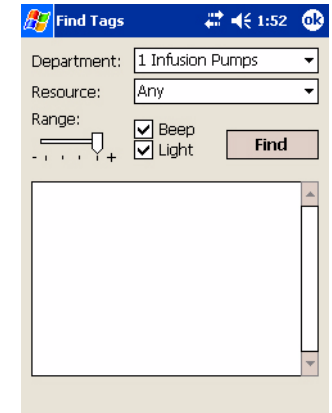 Find Tags 1:52 ok
Department: 1 Infusion Pumps
Resource: Any
Range:
Beep
Light Find
- +